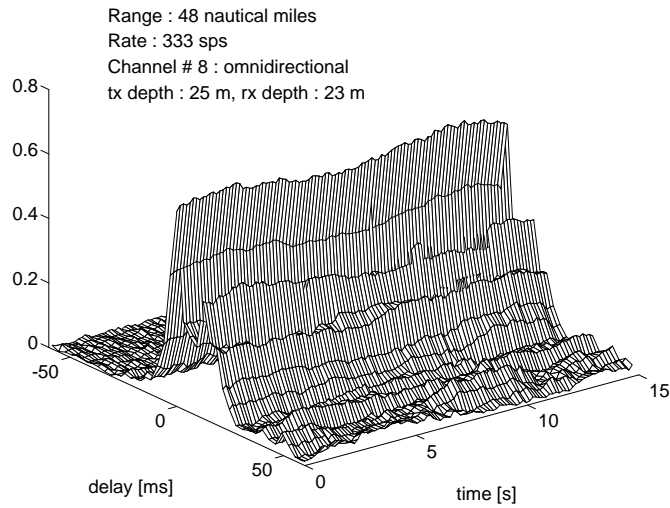 Range : 48 nautical miles
Rate : 333 sps
Channel # 8 : omnidirectional
tx depth : 25 m, rx depth : 23 m
0.8
0.6
0.4
0.2
0
-50
0
50
delay [ms]
0
5
10
15
time [s]